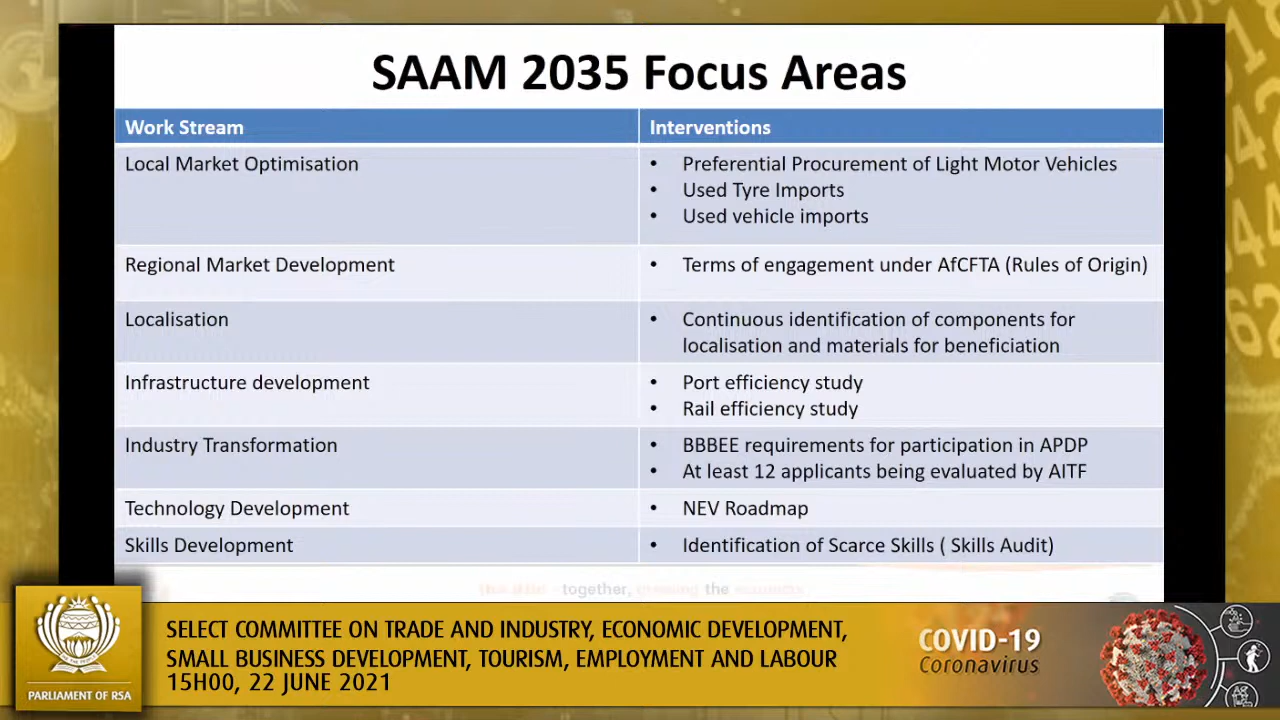 SAAM 2035 Focus Areas
Work Stream
Interventions
Local Market Optimisation
• Preferential Procurement of Light Motor Vehicles
• Used Tyre Imports
• Used vehicle imports
Regional Market Development
• Terms of engagement under AfCFTA (Rules of Origin)
Localisation
• Continuous identification of components for
localisation and materials for beneficiation
Infrastructure development
• Port efficiency study
• Rail efficiency study
Industry Transformation
• BBBEE requirements for participation in APDP
• At least 12 applicants being evaluated by AITF
Technology Development
• NEV Roadmap
Skills Development
• Identification of Scarce Skills ( Skills Audit)
together, the
PARLIAMENT OF RSA
SELECT COMMITTEE ON TRADE AND INDUSTRY, ECONOMIC DEVELOPMENT,
SMALL BUSINESS DEVELOPMENT, TOURISM, EMPLOYMENT AND LABOUR
15H00, 22 JUNE 2021
COVID-19
Coronavirus